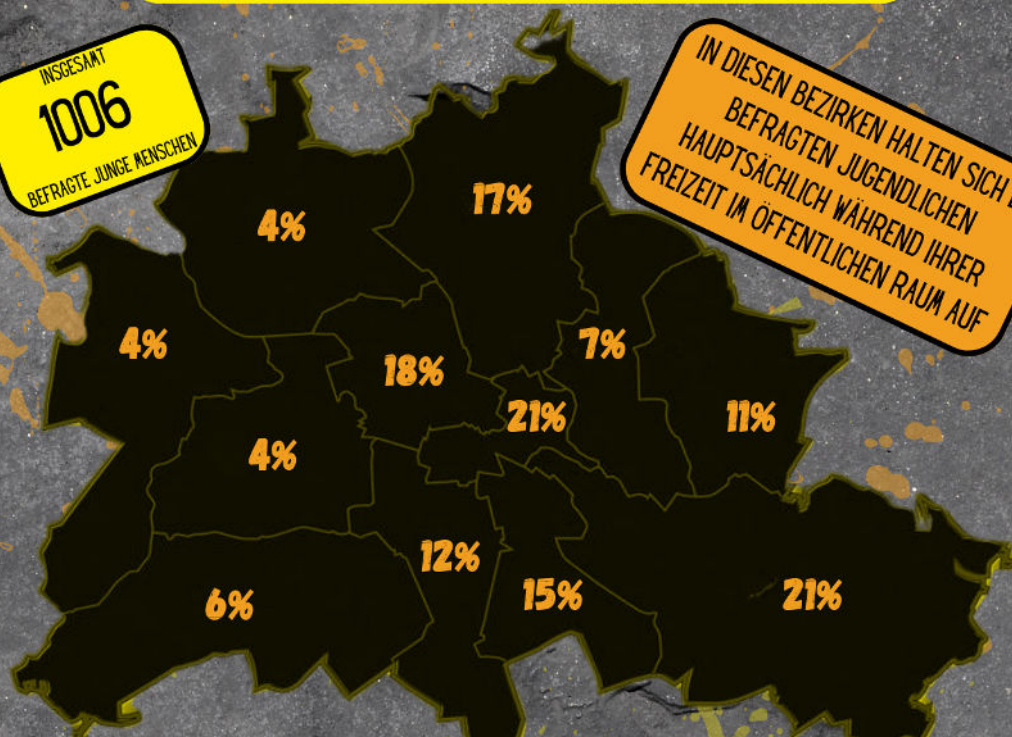 INSGESAMT
1006
BEFRAGTE JUNGE MENSCHEN
IN DIESEN BEZIRKEN HALTEN SICH
BEFRAGTEN JUGENDLICHEN
HAUPTSÄCHLICH WÄHREND IHRER
FREIZEIT IM ÖFFENTLICHEN RAUM AUF
17%
4%
4%
7%
18%
21%
11%
4%
12%
15%
21%
6%